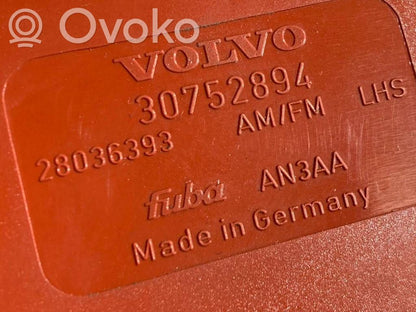 Ovoko
VOLVO
30752894
28036393 AM/FM LHS
fuba AN3AA
Made in Germany